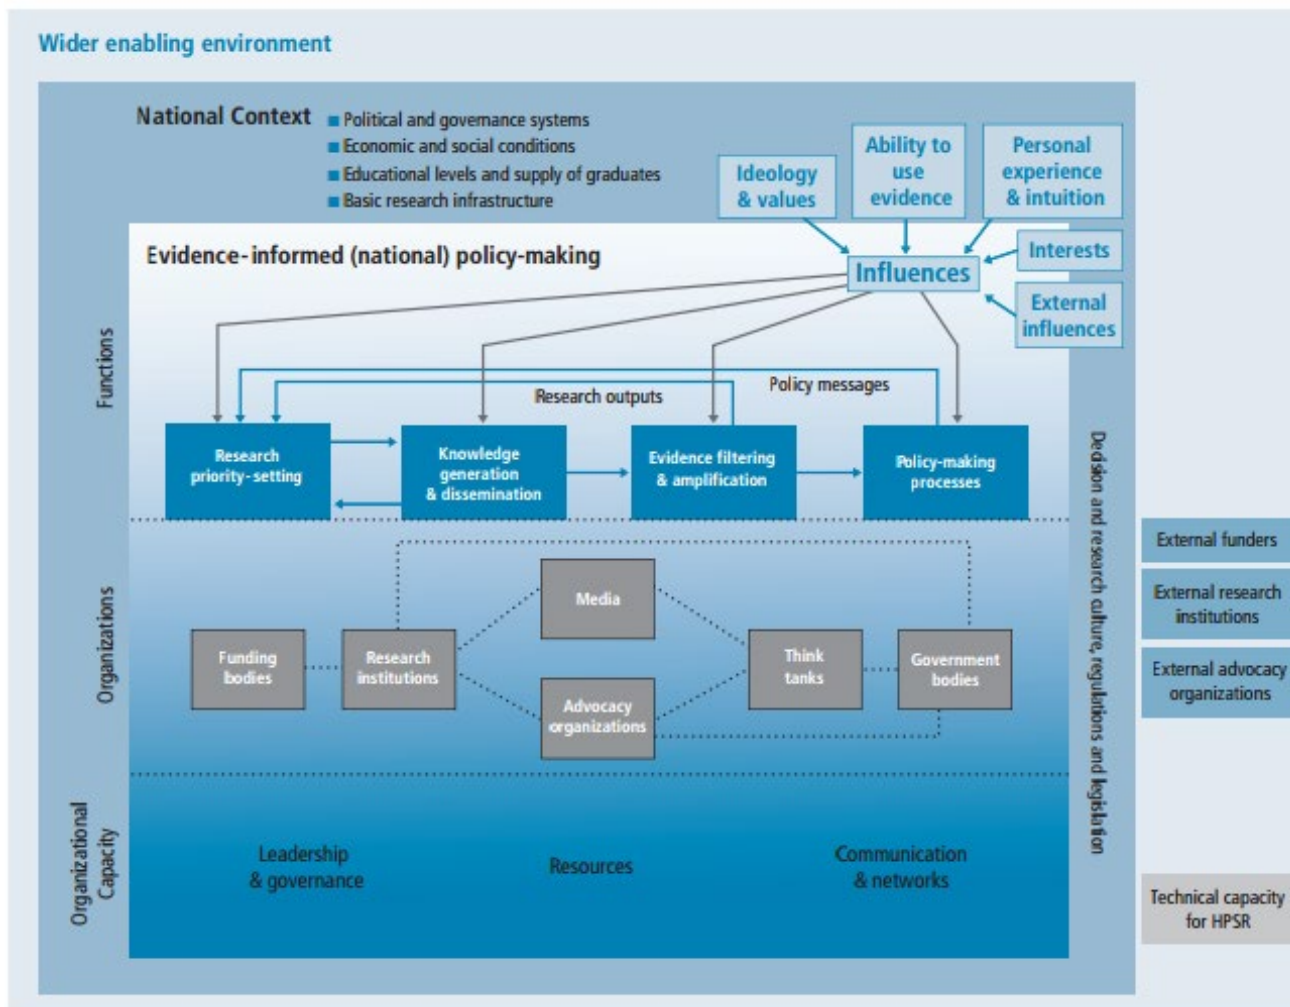 Wider enabling environment
National Context
■ Political and governance systems
■ Economic and social conditions
■ Educational levels and supply of graduates
■ Basic research infrastructure
Ideology
& values
Ability to
use
evidence
Personal
experience
& intuition
Interests
External
influences
Influences
Evidence-informed (national) policy-making
Functions
Research outputs
Policy messages
Research
priority-setting
Knowledge
generation
& dissemination
Evidence filtering
& amplification
Policy-making
processes
Organizations
Funding
bodies
Research
institutions
Media
Advocacy
organizations
Think
tanks
Government
bodies
Organizational
Capacity
Leadership
& governance
Resources
Communication
& networks
Decision and research culture, regulations and legislation
External funders
External research
institutions
External advocacy
organizations
Technical capacity
for HPSR